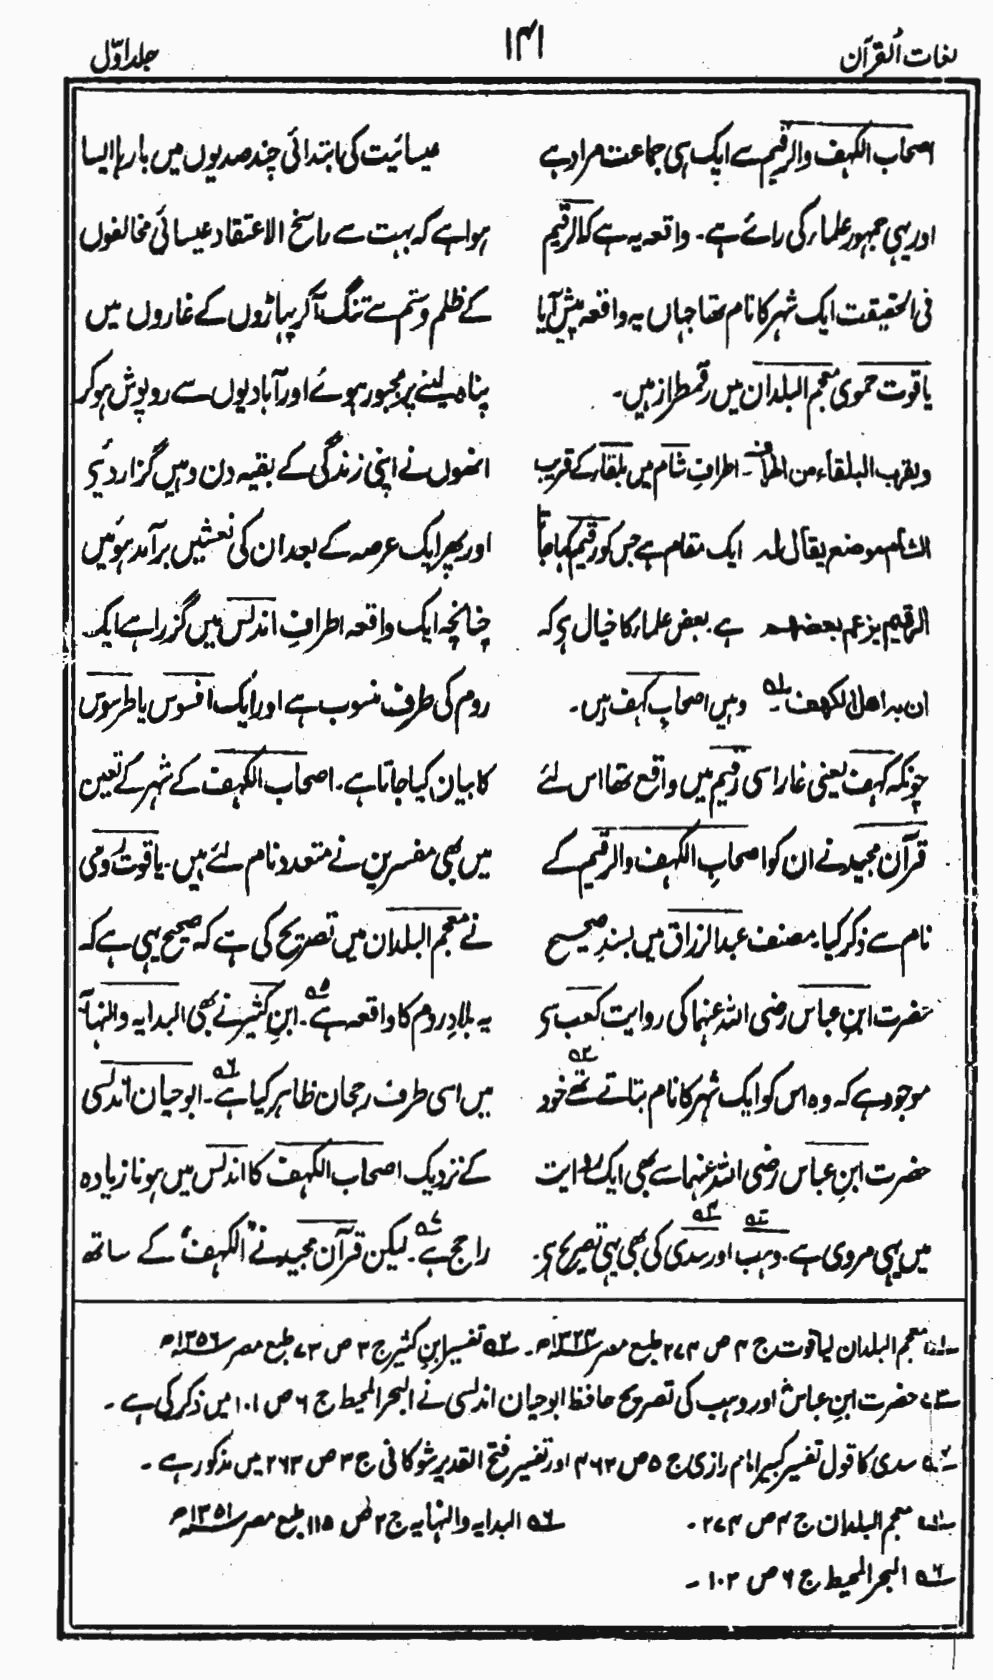 لغات القرآن
۱۴۱
جلد اوّل
اصحاب الکہف والرقیم سے ایک ہی جماعت مراد ہے
اور یہی جمہور علماء کی رائے ہے۔ واقعہ یہ ہے کہ الرقیم
فی الحقیقت ایک شہر کا نام تھا جہاں یہ واقعہ پیش آیا
یاقوت حموی معجم البلدان میں رقمطراز ہیں۔
وبقرب البلقاء من اطراف ۔ اطرافِ شام میں بلقاء کے قریب
الشام موضع یقال لہ ایک مقام ہے جس کو رقیم کہا جاتا
الرقیم یزعم بعضھم ہے۔ بعض علماء کا خیال ہے کہ
ان بہ اھل الکھف ۔ ۱ہ وہیں اصحابِ کہف ہیں۔
چونکہ کہف یعنی غار اسی رقیم میں واقع تھا اس لئے
قرآن مجید نے ان کو اصحابِ الکہف والرقیم کے
نام سے ذکر کیا۔ مصنف عبدالرزاق میں بسندِ صحیح
حضرت ابنِ عباس رضی اللہ عنہما کی روایت کعب سے
موجود ہے کہ وہ اس کو ایک شہر کا نام بتاتے تھے ۲ہ خود
حضرت ابنِ عباس رضی اللہ عنہما سے بھی ایک روایت
میں یہی مروی ہے۔ ۳ہ وہب اور سدی ۴ہ کی بھی یہی تصریح ہے۔
عیسائیت کی ابتدائی چند صدیوں میں بارہا ایسا
ہوا ہے کہ بہت سے راسخ الاعتقاد عیسائی مخالفوں
کے ظلم و ستم سے تنگ آکر پہاڑوں کے غاروں میں
پناہ لینے پر مجبور ہوئے اور آبادیوں سے روپوش ہوکر
انھوں نے اپنی زندگی کے بقیہ دن وہیں گزار دئے
اور پھر ایک عرصہ کے بعد ان کی نعشیں برآمد ہوئیں
چنانچہ ایک واقعہ اطرافِ اندلس میں گزرا ہے ایک
روم کی طرف منسوب ہے اور ایک افسوس یا طرسوس
کا بیان کیا جاتا ہے۔ اصحاب الکہف کے شہر کے تعین
میں بھی مفسرین نے متعدد نام لئے ہیں۔ یاقوت رومی
نے معجم البلدان میں تصریح کی ہے کہ صحیح یہی ہے کہ
یہ بلادِ روم کا واقعہ ہے ۵ہ۔ ابنِ کثیر نے بھی البدایہ والنہایہ
میں اسی طرف رجحان ظاہر کیا ہے ۶ہ۔ ابوحیان اندلسی
کے نزدیک اصحاب الکہف کا اندلس میں ہونا زیادہ
راجح ہے ۷ہ۔ لیکن قرآن مجید نے "الکہف" کے ساتھ
۱ہ معجم البلدان لیاقوت ج ۴ ص ۲۷۴ طبع مصر ۱۳۲۴ھ۔ ۲ہ تفسیر ابن کثیر ج ۳ ص ۷۳ طبع مصر ۱۳۵۶ھ
۳ہ حضرت ابنِ عباسؓ اور وہب کی تصریح حافظ ابوحیان اندلسی نے البحر المحیط ج ۶ ص ۱۰۱ میں ذکر کی ہے۔
۴ہ سدی کا قول تفسیر کبیر امام رازی ج ۵ ص ۴۶۲ اور تفسیر فتح القدیر شوکانی ج ۳ ص ۲۶۳ میں مذکور ہے۔
معجم البلدان ج ۴ ص ۲۷۴۔ ۶ہ البدایہ والنہایہ ج ۲ ص ۱۱۵ طبع مصر ۱۳۵۱ھ
البحر المحیط ج ۶ ص ۱۰۲۔